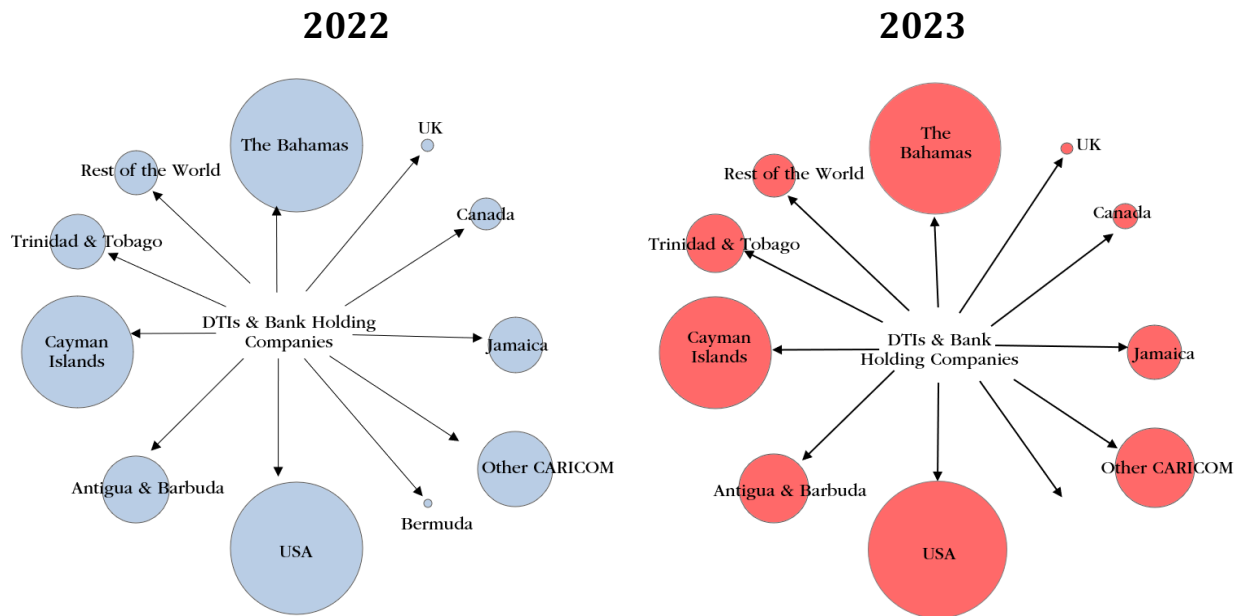 2022
The Bahamas
UK
Rest of the World
Canada
Trinidad & Tobago
DTIs & Bank Holding
Companies
Cayman
Islands
Jamaica
Antigua & Barbuda
Other CARICOM
Bermuda
USA
2023
The
Bahamas
UK
Rest of the World
Canada
Trinidad & Tobago
Cayman
Islands
DTIs & Bank
Holding Companies
Jamaica
Antigua & Barbuda
Other CARICOM
USA